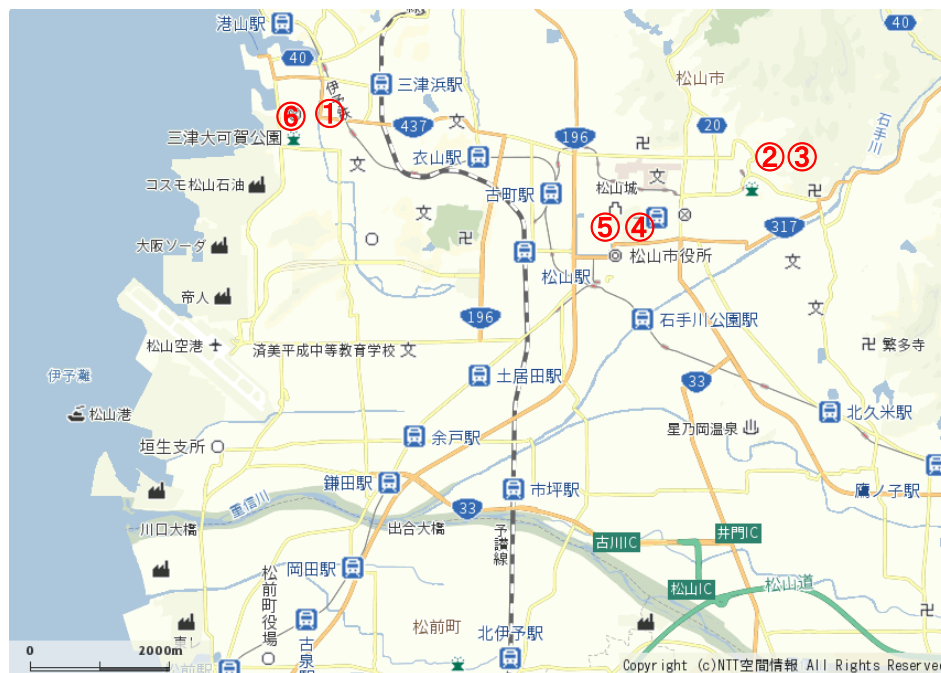 港山駅
40
三津浜駅
伊予鉄
⑥
①
437
三津大可賀公園
衣山駅
196
20
松山市
40
石手川
②③
コスモ松山石油
古町駅
松山城
文
⑤④
317
大阪ソーダ
松山駅
松山市役所
帝人
196
石手川公園駅
松山空港
済美平成中等教育学校
文
繁多寺
伊予灘
土居田駅
33
松山港
北久米駅
垣生支所
余戸駅
星乃岡温泉
鎌田駅
市坪駅
鷹ノ子駅
重信川
33
川口大橋
出合大橋
予讃線
古川IC
井門IC
岡田駅
松山IC
松山道
松前町役場
古泉駅
松前町
北伊予駅
東レ
松前駅
0
2000m
Copyright (c)NTT空間情報 All Rights Reserved